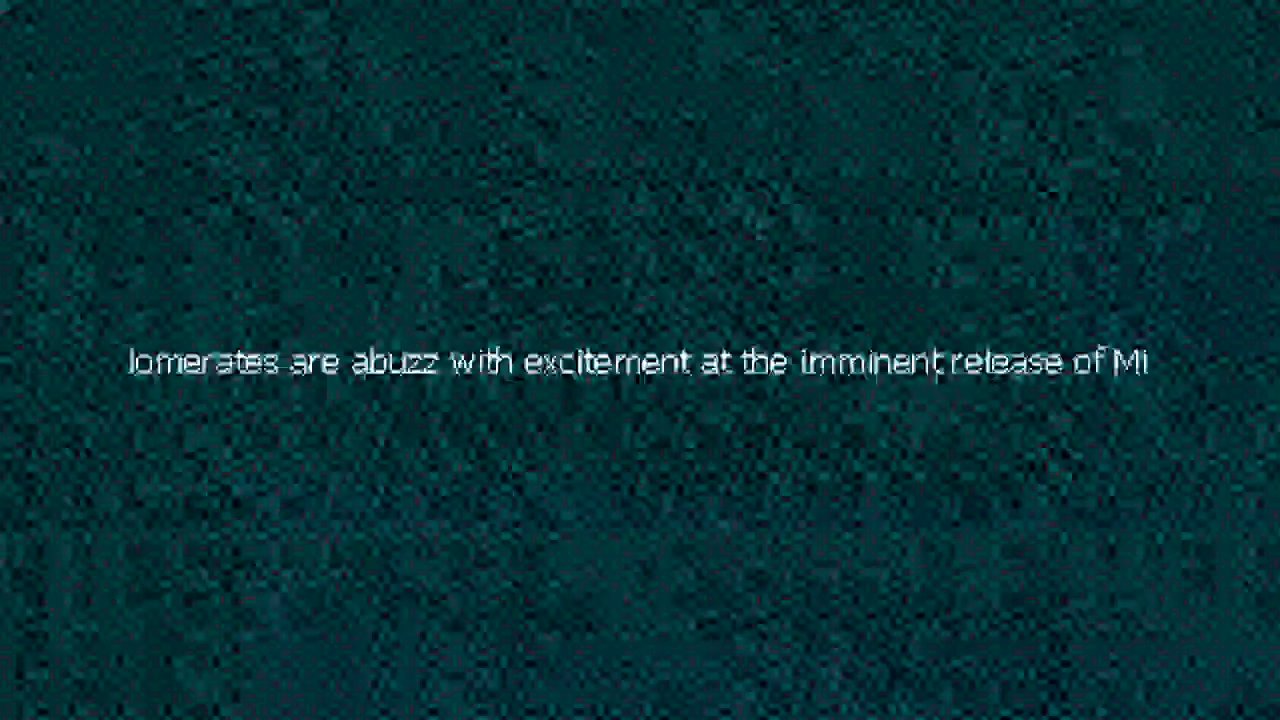 lomerates are abuzz with excitement at the imminent release of Mi